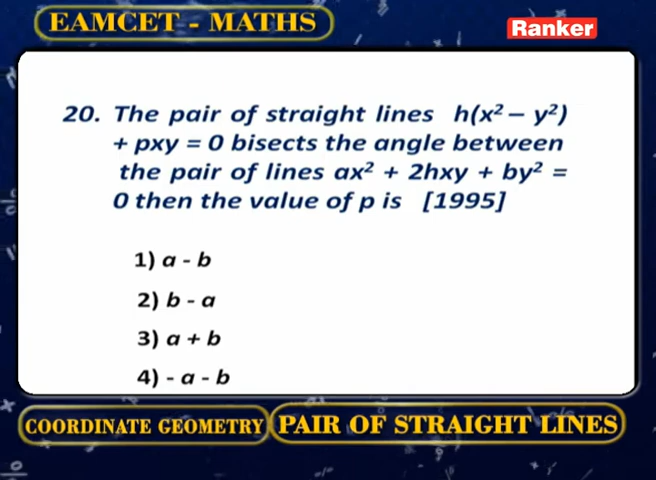 EAMCET - MATHS
Ranker
20. The pair of straight lines h(x² – y²)
+ pxy = 0 bisects the angle between
the pair of lines ax² + 2hxy + by² =
0 then the value of p is [1995]
1) a - b
2) b - a
3) a + b
4) - a - b
COORDINATE GEOMETRY
PAIR OF STRAIGHT LINES